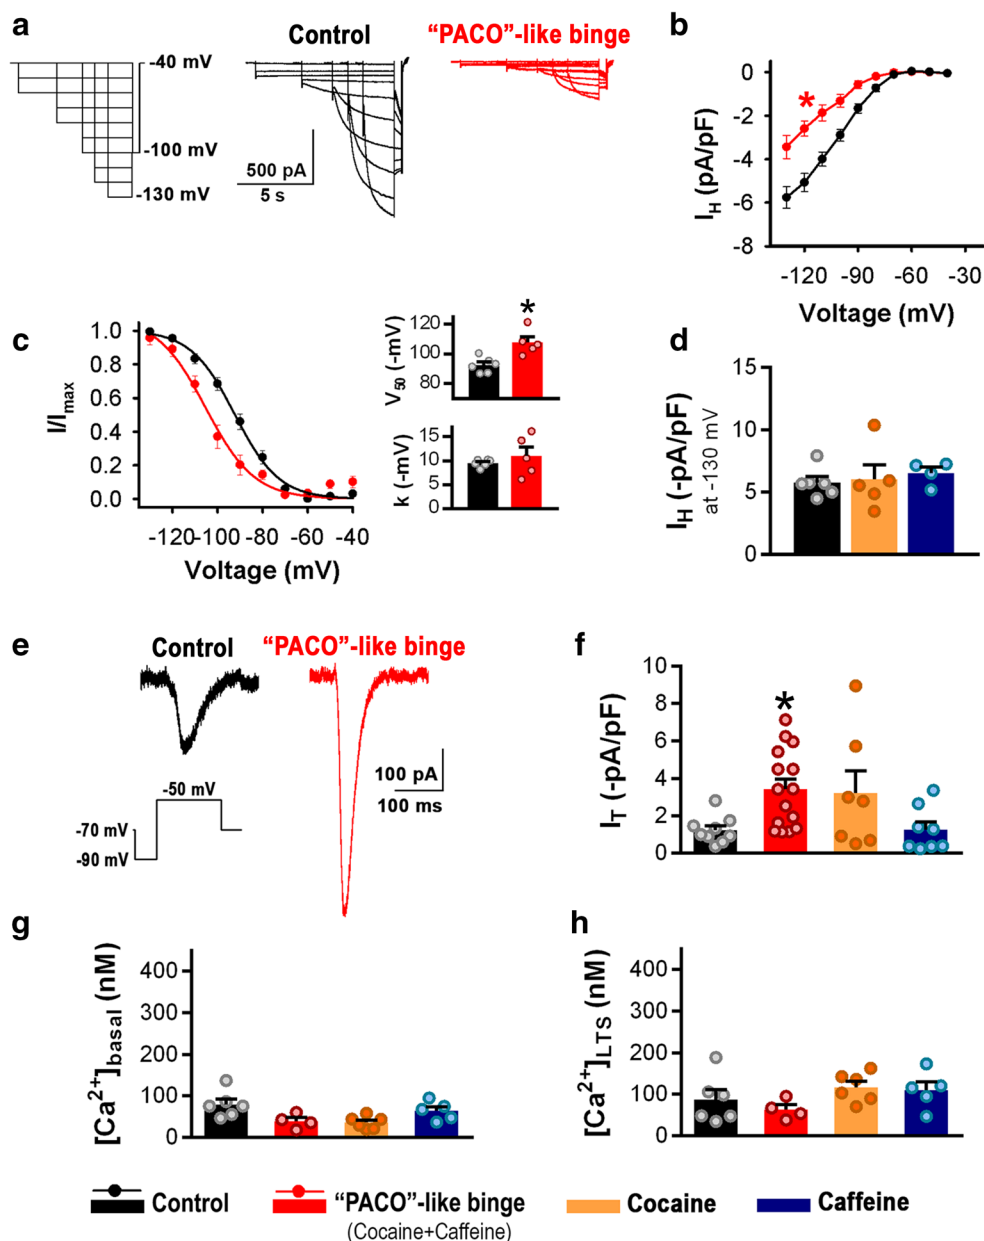 a
Control
"PACO"-like binge
-40 mV
-100 mV
-130 mV
500 pA
5 s
b
I_H (pA/pF)
0
-2
-4
-6
-8
-120 -90 -60 -30
Voltage (mV)
*
c
I/I_max
1.0
0.8
0.6
0.4
0.2
0.0
-120 -100 -80 -60 -40
Voltage (mV)
V_50 (-mV)
120
100
80
*
k (-mV)
15
10
5
0
d
I_H (-pA/pF)
at -130 mV
15
10
5
0
e
Control
"PACO"-like binge
-50 mV
-70 mV
-90 mV
100 pA
100 ms
f
I_T (-pA/pF)
10
8
6
4
2
0
*
g
[Ca2+]basal (nM)
400
300
200
100
0
h
[Ca2+]LTS (nM)
400
300
200
100
0
Control
"PACO"-like binge
(Cocaine+Caffeine)
Cocaine
Caffeine